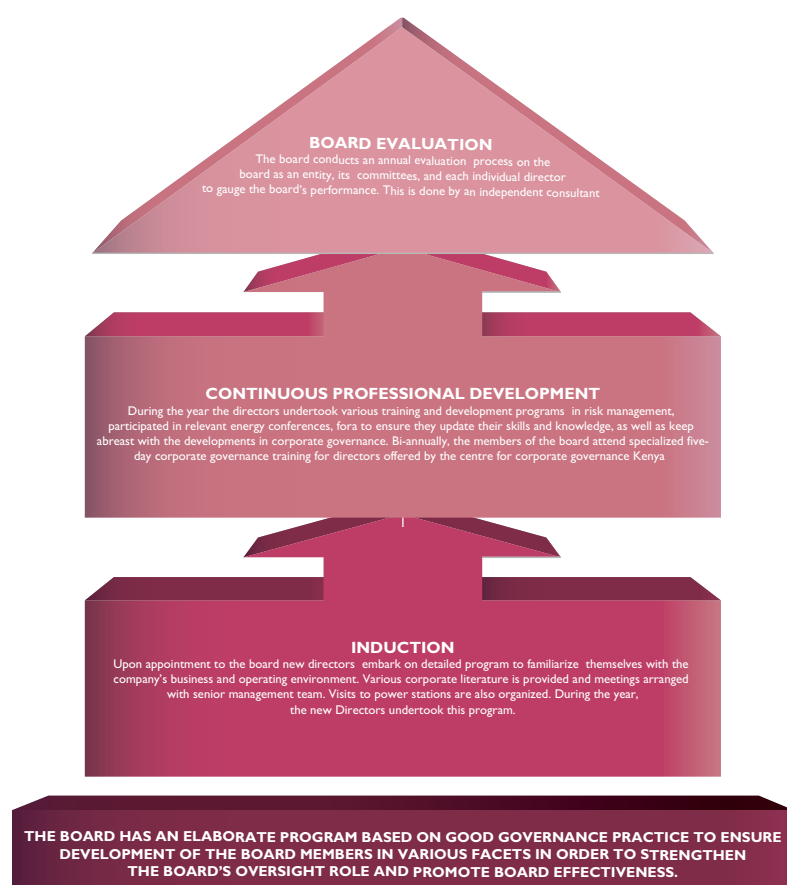 BOARD EVALUATION
The board conducts an annual evaluation process on the
board as an entity, its committees, and each individual director
to gauge the board's performance. This is done by an independent consultant
CONTINUOUS PROFESSIONAL DEVELOPMENT
During the year the directors undertook various training and development programs in risk management,
participated in relevant energy conferences, fora to ensure they update their skills and knowledge, as well as keep
abreast with the developments in corporate governance. Bi-annually, the members of the board attend specialized five-
day corporate governance training for directors offered by the centre for corporate governance Kenya
INDUCTION
Upon appointment to the board new directors embark on detailed program to familiarize themselves with the
company's business and operating environment. Various corporate literature is provided and meetings arranged
with senior management team. Visits to power stations are also organized. During the year,
the new Directors undertook this program.
THE BOARD HAS AN ELABORATE PROGRAM BASED ON GOOD GOVERNANCE PRACTICE TO ENSURE
DEVELOPMENT OF THE BOARD MEMBERS IN VARIOUS FACETS IN ORDER TO STRENGTHEN
THE BOARD'S OVERSIGHT ROLE AND PROMOTE BOARD EFFECTIVENESS.